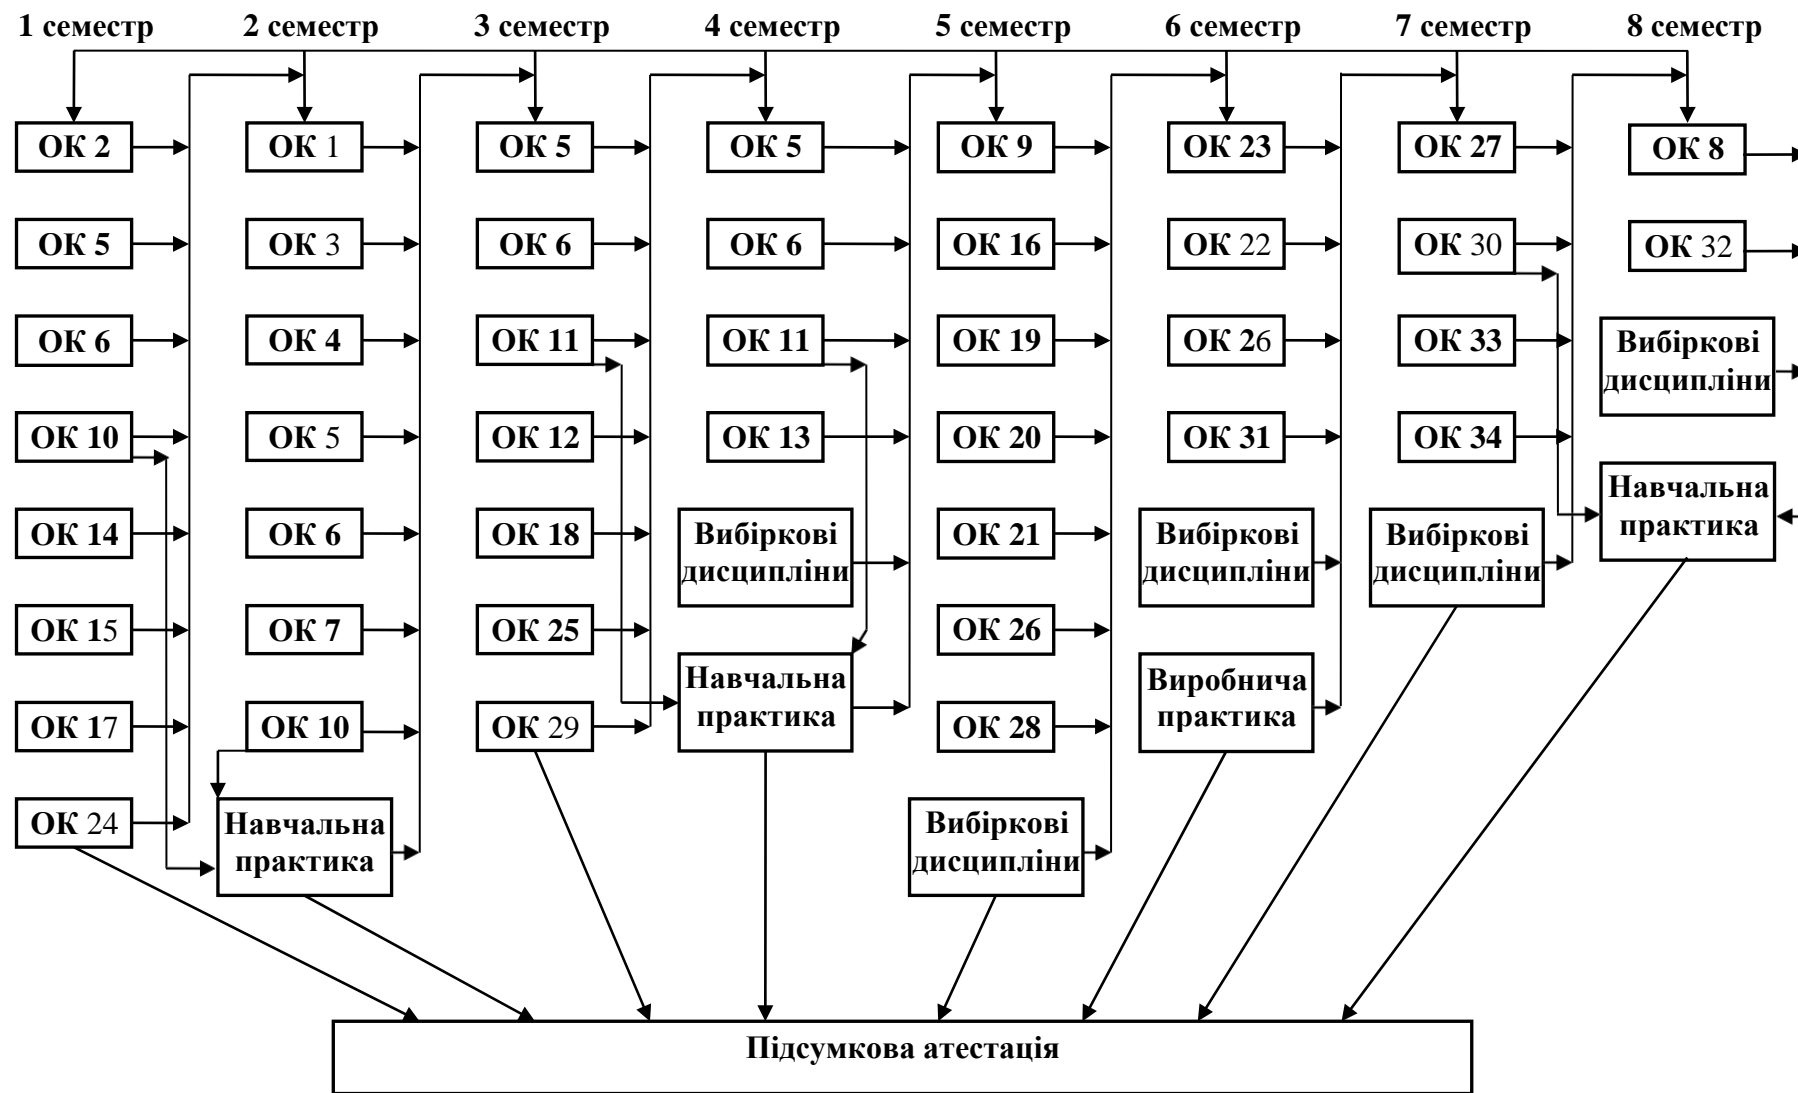 1 семестр
2 семестр
3 семестр
4 семестр
5 семестр
6 семестр
7 семестр
8 семестр
ОК 2
ОК 5
ОК 6
ОК 10
ОК 14
ОК 15
ОК 17
ОК 24
ОК 1
ОК 3
ОК 4
ОК 5
ОК 6
ОК 7
ОК 10
Навчальна
практика
ОК 5
ОК 6
ОК 11
ОК 12
ОК 18
ОК 25
ОК 29
ОК 5
ОК 6
ОК 11
ОК 13
Вибіркові
дисципліни
Навчальна
практика
ОК 9
ОК 16
ОК 19
ОК 20
ОК 21
ОК 26
ОК 28
Вибіркові
дисципліни
ОК 23
ОК 22
ОК 26
ОК 31
Вибіркові
дисципліни
Виробнича
практика
ОК 27
ОК 30
ОК 33
ОК 34
Вибіркові
дисципліни
ОК 8
ОК 32
Вибіркові
дисципліни
Навчальна
практика
Підсумкова атестація